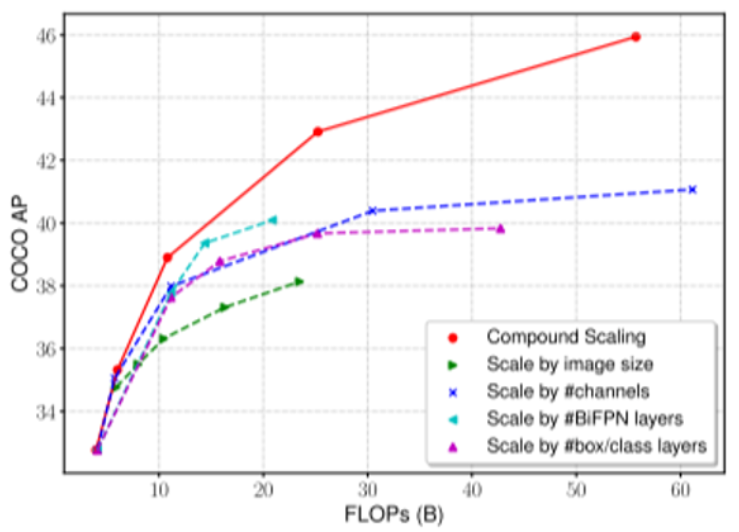 46
44
42
40
38
36
34
COCO AP
10 20 30 40 50 60
FLOPs (B)
Compound Scaling
Scale by image size
Scale by #channels
Scale by #BiFPN layers
Scale by #box/class layers